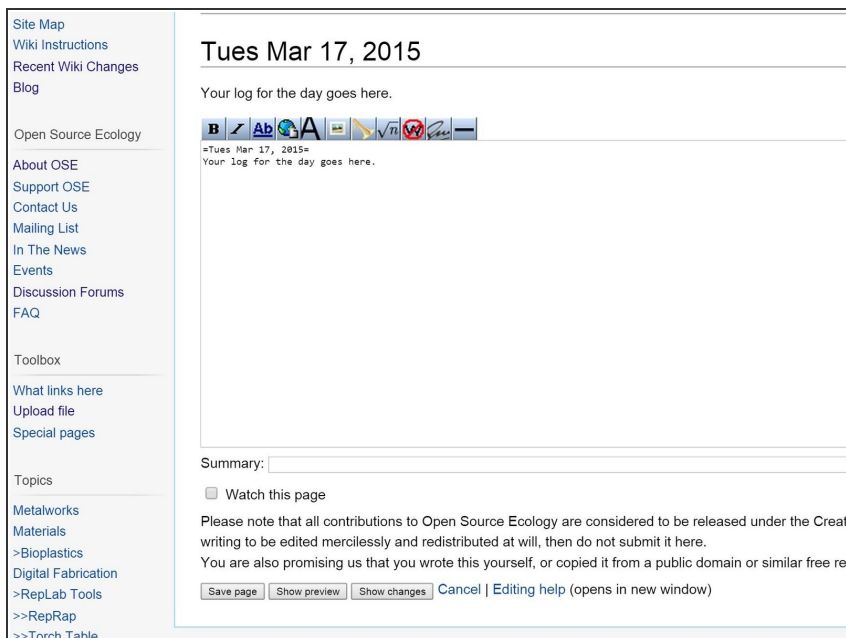 Site Map
Wiki Instructions
Recent Wiki Changes
Blog
Open Source Ecology
About OSE
Support OSE
Contact Us
Mailing List
In The News
Events
Discussion Forums
FAQ
Toolbox
What links here
Upload file
Special pages
Topics
Metalworks
Materials
>Bioplastics
Digital Fabrication
>RepLab Tools
>>RepRap
>>Torch Table
Tues Mar 17, 2015
Your log for the day goes here.
B I Ab A √n W
=Tues Mar 17, 2015=
Your log for the day goes here.
Summary:
Watch this page
Please note that all contributions to Open Source Ecology are considered to be released under the Creat
writing to be edited mercilessly and redistributed at will, then do not submit it here.
You are also promising us that you wrote this yourself, or copied it from a public domain or similar free re
Save page Show preview Show changes Cancel | Editing help (opens in new window)